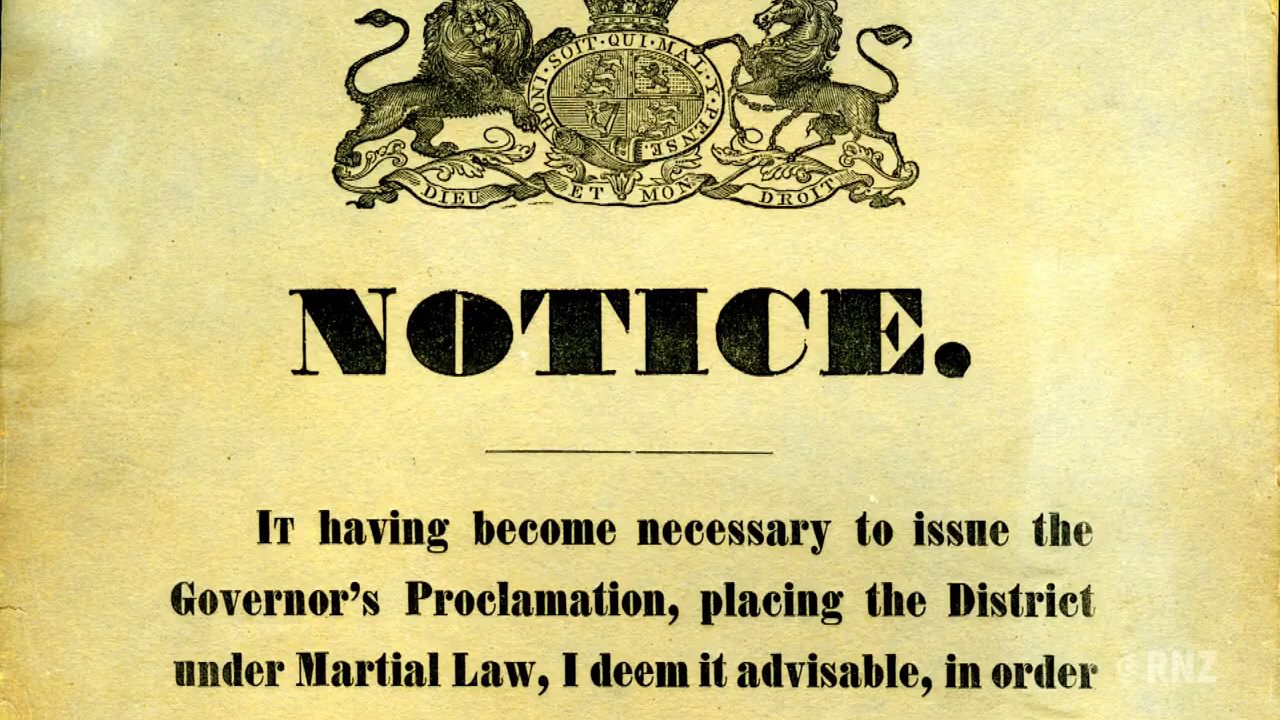 HONI · SOIT · QUI · MAL · Y · PENSE
DIEU ET MON DROIT
NOTICE.
IT having become necessary to issue the
Governor's Proclamation, placing the District
under Martial Law, I deem it advisable, in order
RNZ